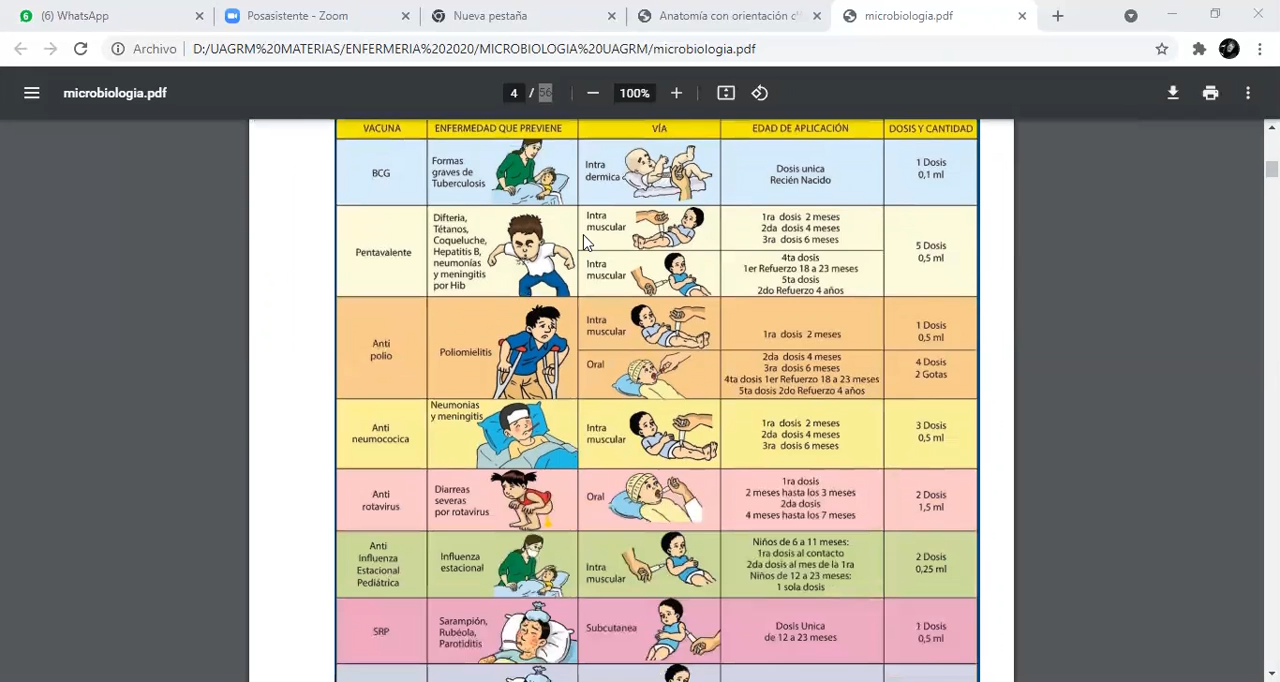 (6) WhatsApp
Posasistente - Zoom
Nueva pestaña
Anatomía con orientación c
microbiologia.pdf
Archivo
D:/UAGRM%20MATERIAS/ENFERMERIA%202020/MICROBIOLOGIA%20UAGRM/microbiologia.pdf
microbiologia.pdf
4 / 56
100%
VACUNA
ENFERMEDAD QUE PREVIENE
VÍA
EDAD DE APLICACIÓN
DOSIS Y CANTIDAD
BCG
Formas
graves de
Tuberculosis
Intra
dermica
Dosis unica
Recién Nacido
1 Dosis
0,1 ml
Pentavalente
Difteria,
Tétanos,
Coqueluche,
Hepatitis B,
neumonías
y meningitis
por Hib
Intra
muscular
1ra dosis 2 meses
2da dosis 4 meses
3ra dosis 6 meses
Intra
muscular
4ta dosis
1er Refuerzo 18 a 23 meses
5ta dosis
2do Refuerzo 4 años
5 Dosis
0,5 ml
Anti
polio
Poliomielitis
Intra
muscular
1ra dosis 2 meses
1 Dosis
0,5 ml
Oral
2da dosis 4 meses
3ra dosis 6 meses
4ta dosis 1er Refuerzo 18 a 23 meses
5ta dosis 2do Refuerzo 4 años
4 Dosis
2 Gotas
Anti
neumococica
Neumonías
y meningitis
Intra
muscular
1ra dosis 2 meses
2da dosis 4 meses
3ra dosis 6 meses
3 Dosis
0,5 ml
Anti
rotavirus
Diarreas
severas
por rotavirus
Oral
1ra dosis
2 meses hasta los 3 meses
2da dosis
4 meses hasta los 7 meses
2 Dosis
1,5 ml
Anti
Influenza
Estacional
Pediátrica
Influenza
estacional
Intra
muscular
Niños de 6 a 11 meses:
1ra dosis al contacto
2da dosis al mes de la 1ra
Niños de 12 a 23 meses:
1 sola dosis
2 Dosis
0,25 ml
SRP
Sarampión,
Rubéola,
Parotiditis
Subcutanea
Dosis Unica
de 12 a 23 meses
1 Dosis
0,5 ml